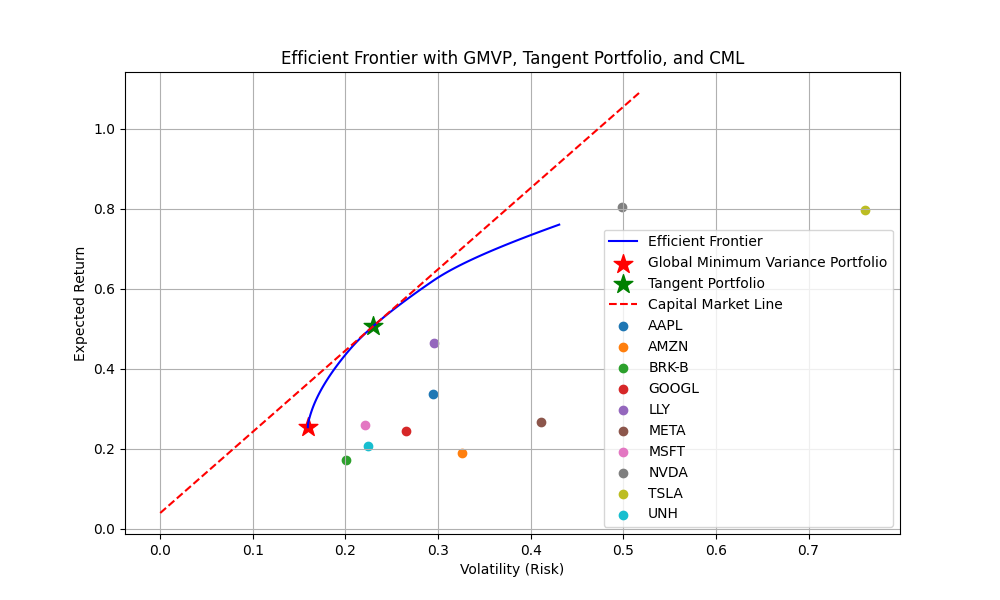 Efficient Frontier with GMVP, Tangent Portfolio, and CML
Expected Return
1.0
0.8
0.6
0.4
0.2
0.0
Efficient Frontier
Global Minimum Variance Portfolio
Tangent Portfolio
Capital Market Line
AAPL
AMZN
BRK-B
GOOGL
LLY
META
MSFT
NVDA
TSLA
UNH
0.0 0.1 0.2 0.3 0.4 0.5 0.6 0.7
Volatility (Risk)